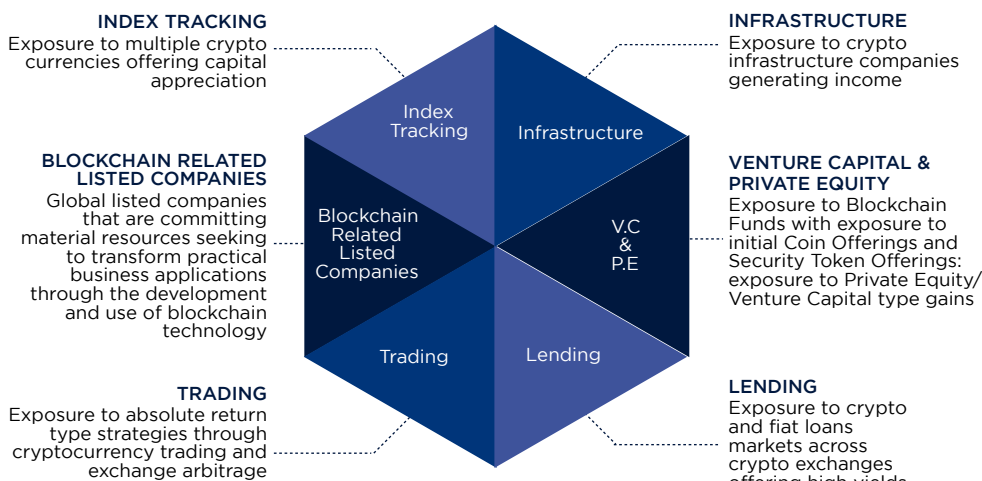 INDEX TRACKING
Exposure to multiple crypto
currencies offering capital
appreciation
BLOCKCHAIN RELATED
LISTED COMPANIES
Global listed companies
that are committing
material resources seeking
to transform practical
business applications
through the development
and use of blockchain
technology
TRADING
Exposure to absolute return
type strategies through
cryptocurrency trading and
exchange arbitrage
Index
Tracking
Infrastructure
Blockchain
Related
Listed
Companies
V.C
&
P.E
Trading
Lending
INFRASTRUCTURE
Exposure to crypto
infrastructure companies
generating income
VENTURE CAPITAL &
PRIVATE EQUITY
Exposure to Blockchain
Funds with exposure to
initial Coin Offerings and
Security Token Offerings:
exposure to Private Equity/
Venture Capital type gains
LENDING
Exposure to crypto
and fiat loans
markets across
crypto exchanges
offering high yields